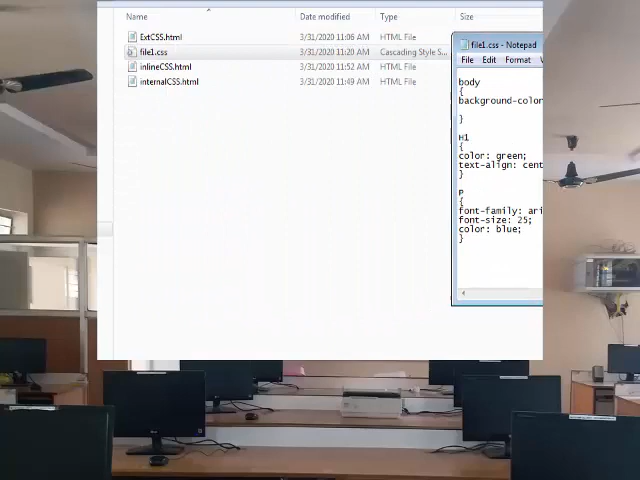 Name Date modified Type Size
ExtCSS.html 3/31/2020 11:06 AM HTML File
file1.css 3/31/2020 11:20 AM Cascading Style S...
inlineCSS.html 3/31/2020 11:52 AM HTML File
internalCSS.html 3/31/2020 11:49 AM HTML File
file1.css - Notepad
File Edit Format
body
{
background-color
}
H1
{
color: green;
text-align: cent
}
P
{
font-family: ari
font-size: 25;
color: blue;
}